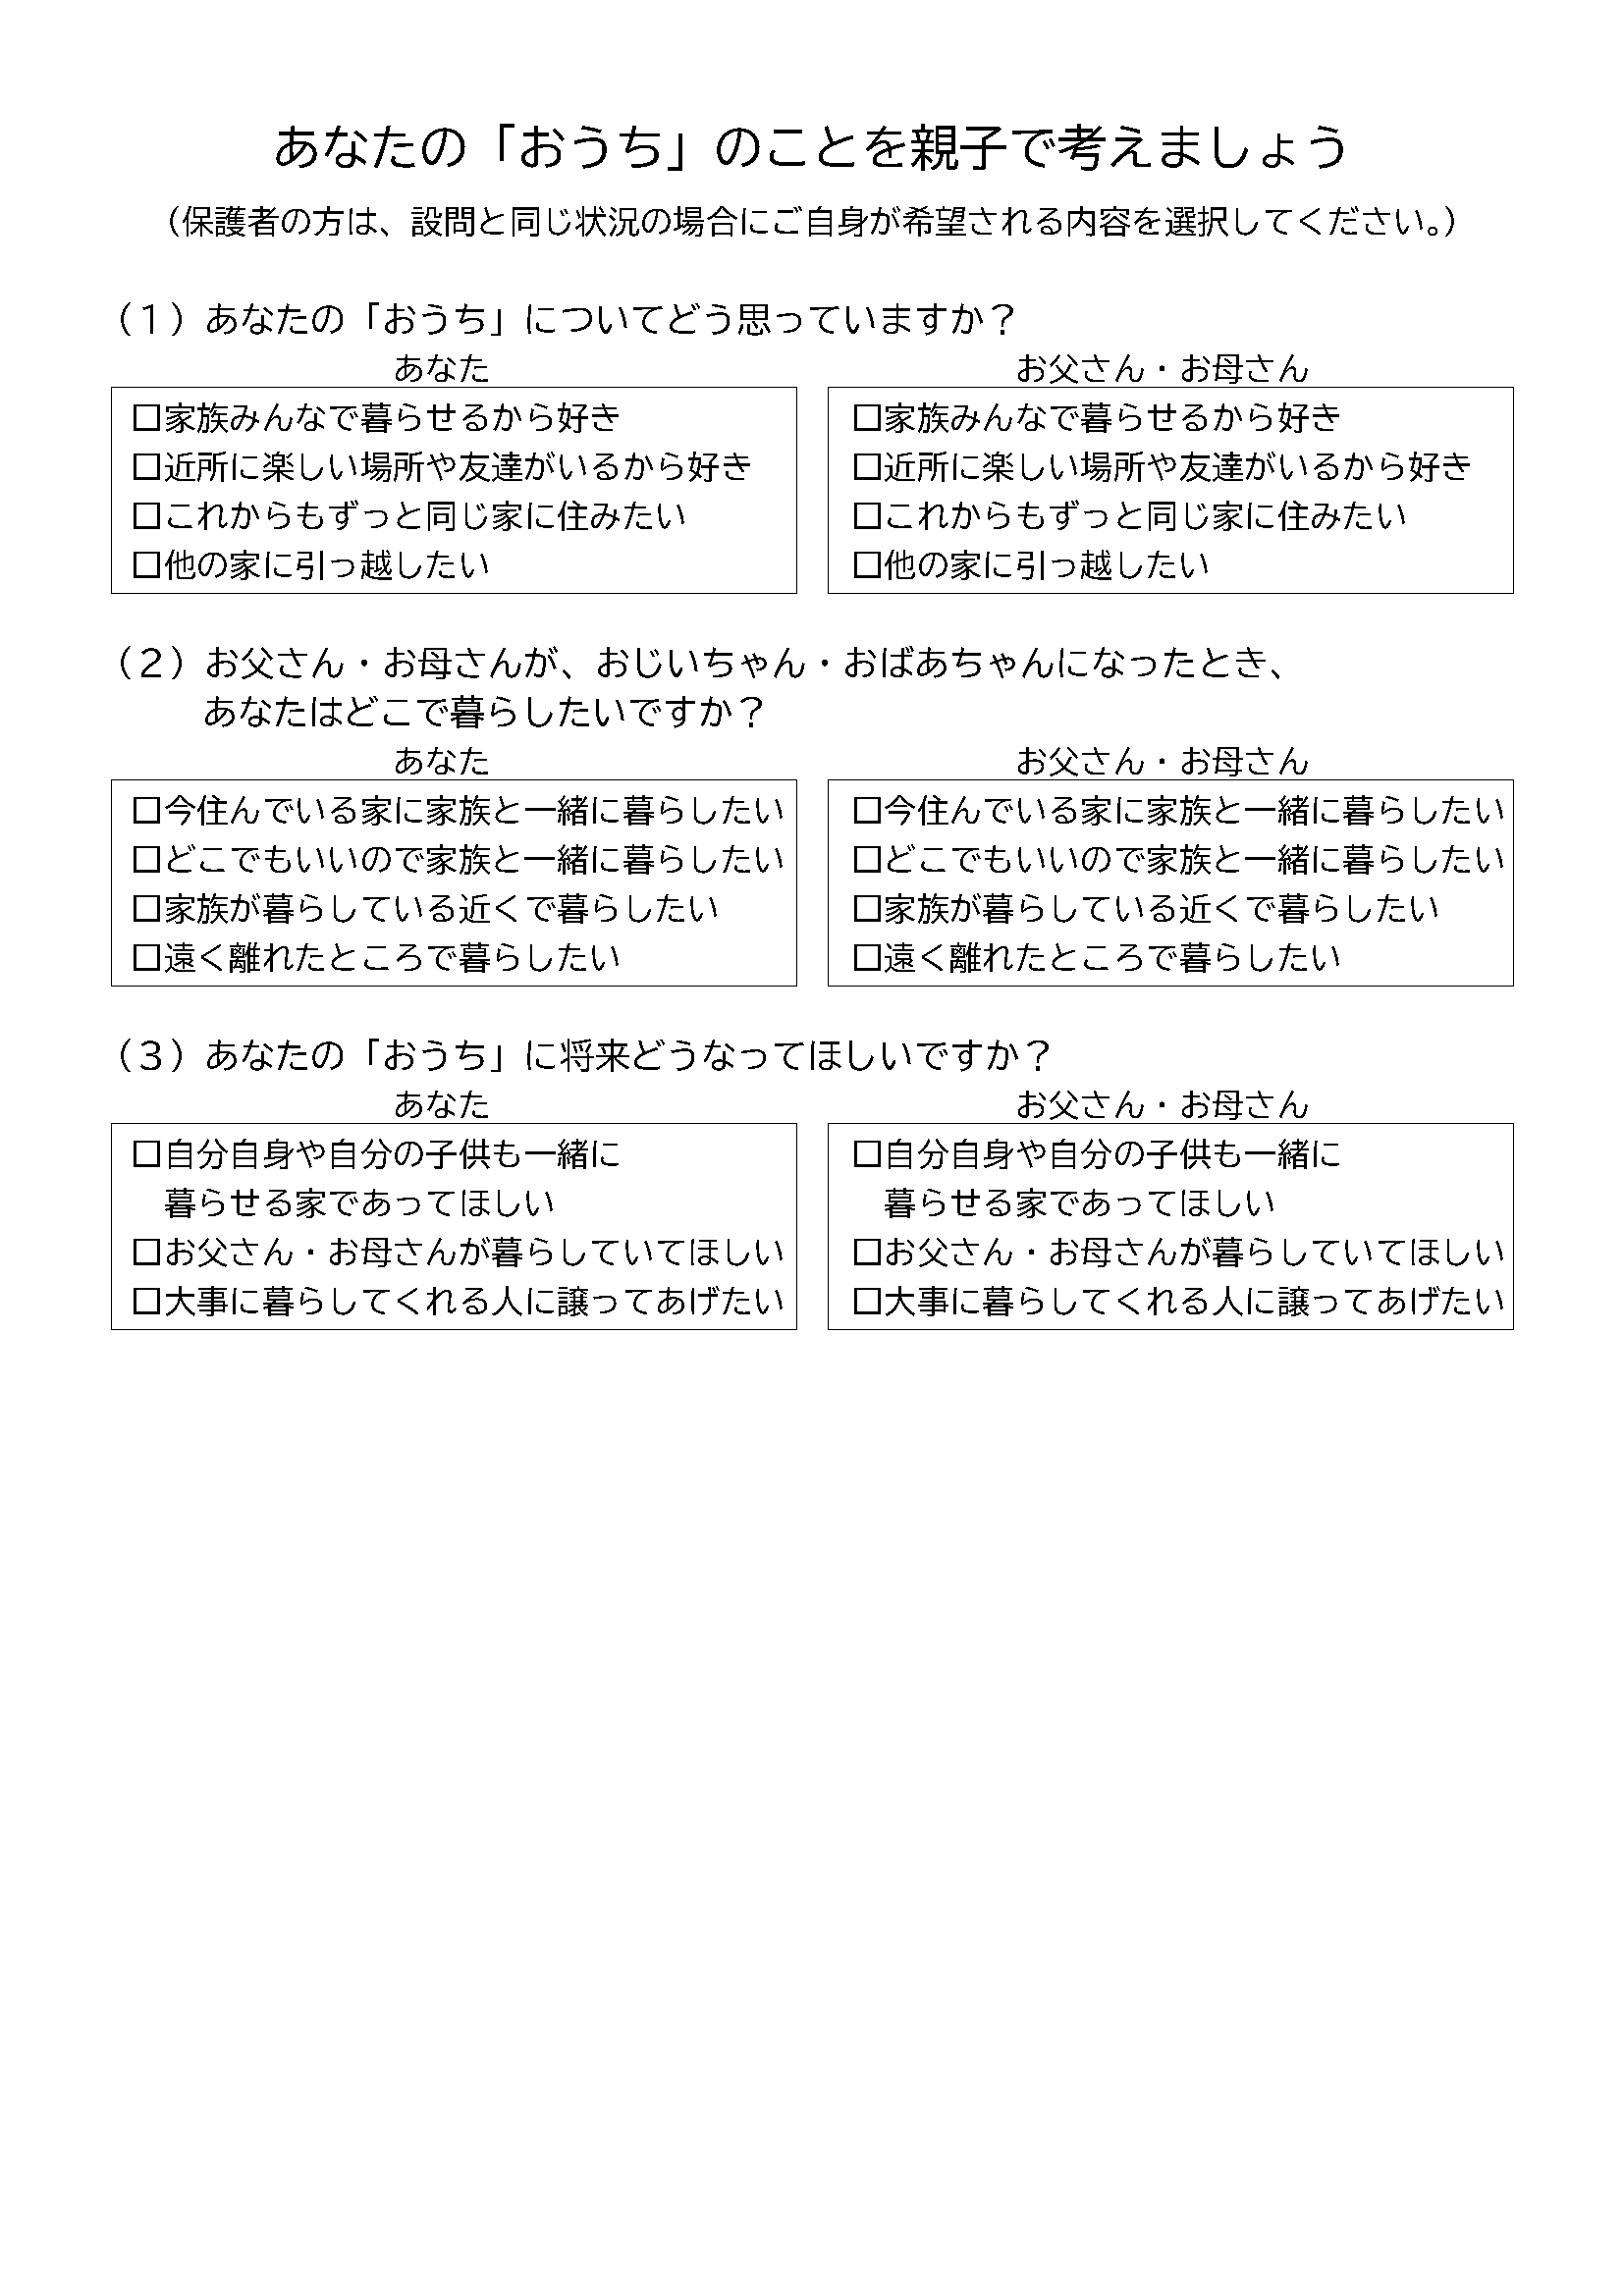 あなたの「おうち」のことを親子で考えましょう
（保護者の方は、設問と同じ状況の場合にご自身が希望される内容を選択してください。）
（１）あなたの「おうち」についてどう思っていますか？
あなた
□家族みんなで暮らせるから好き
□近所に楽しい場所や友達がいるから好き
□これからもずっと同じ家に住みたい
□他の家に引っ越したい
お父さん・お母さん
□家族みんなで暮らせるから好き
□近所に楽しい場所や友達がいるから好き
□これからもずっと同じ家に住みたい
□他の家に引っ越したい
（２）お父さん・お母さんが、おじいちゃん・おばあちゃんになったとき、
あなたはどこで暮らしたいですか？
あなた
□今住んでいる家に家族と一緒に暮らしたい
□どこでもいいので家族と一緒に暮らしたい
□家族が暮らしている近くで暮らしたい
□遠く離れたところで暮らしたい
お父さん・お母さん
□今住んでいる家に家族と一緒に暮らしたい
□どこでもいいので家族と一緒に暮らしたい
□家族が暮らしている近くで暮らしたい
□遠く離れたところで暮らしたい
（３）あなたの「おうち」に将来どうなってほしいですか？
あなた
□自分自身や自分の子供も一緒に
暮らせる家であってほしい
□お父さん・お母さんが暮らしていてほしい
□大事に暮らしてくれる人に譲ってあげたい
お父さん・お母さん
□自分自身や自分の子供も一緒に
暮らせる家であってほしい
□お父さん・お母さんが暮らしていてほしい
□大事に暮らしてくれる人に譲ってあげたい